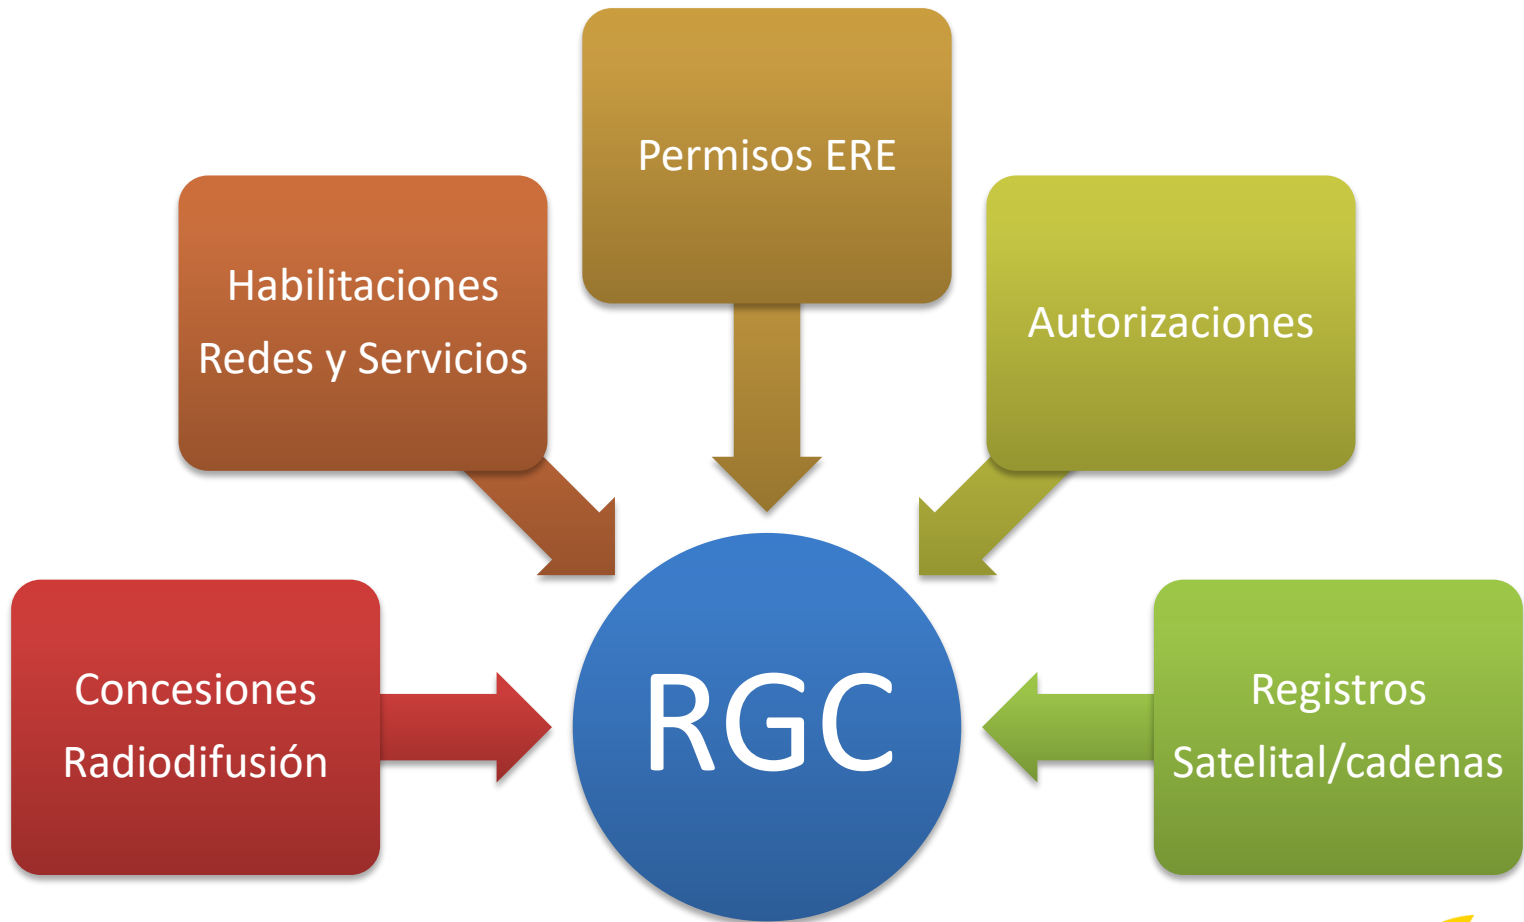 Permisos ERE
Habilitaciones
Redes y Servicios
Autorizaciones
Concesiones
Radiodifusión
RGC
Registros
Satelital/cadenas